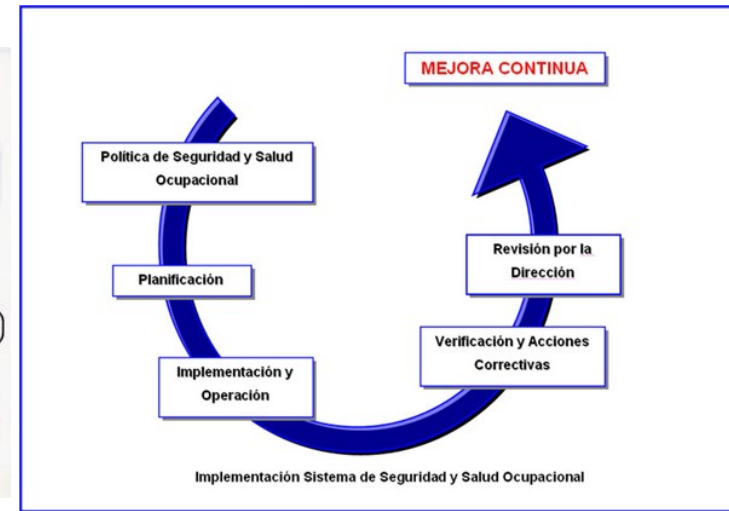 MEJORA CONTINUA
Política de Seguridad y Salud
Ocupacional
Planificación
Implementación y
Operación
Verificación y Acciones
Correctivas
Revisión por la
Dirección
Implementación Sistema de Seguridad y Salud Ocupacional